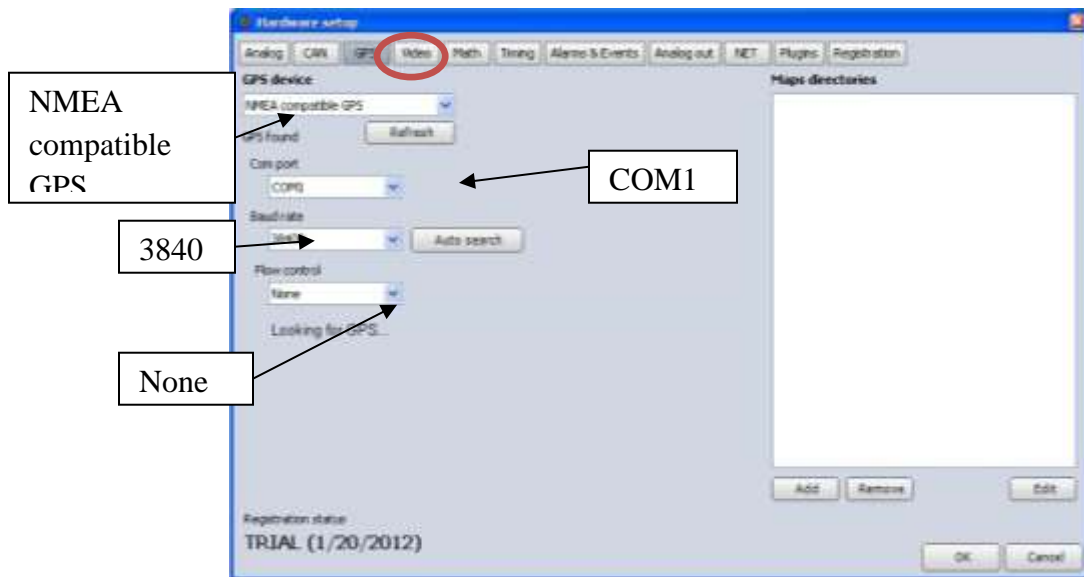 Hardware setup
Analog CAN GPS Video Math Timing Alarms & Events Analog out NET Plugins Registration
GPS device
Maps directories
NMEA compatible GPS
NMEA
compatible
GPS
GPS found
Refresh
Com port
COM1
COM1
Baud rate
3840
Auto search
Flow control
None
Looking for GPS...
None
Add Remove Edit
Registration status
TRIAL (1/20/2012)
OK Cancel